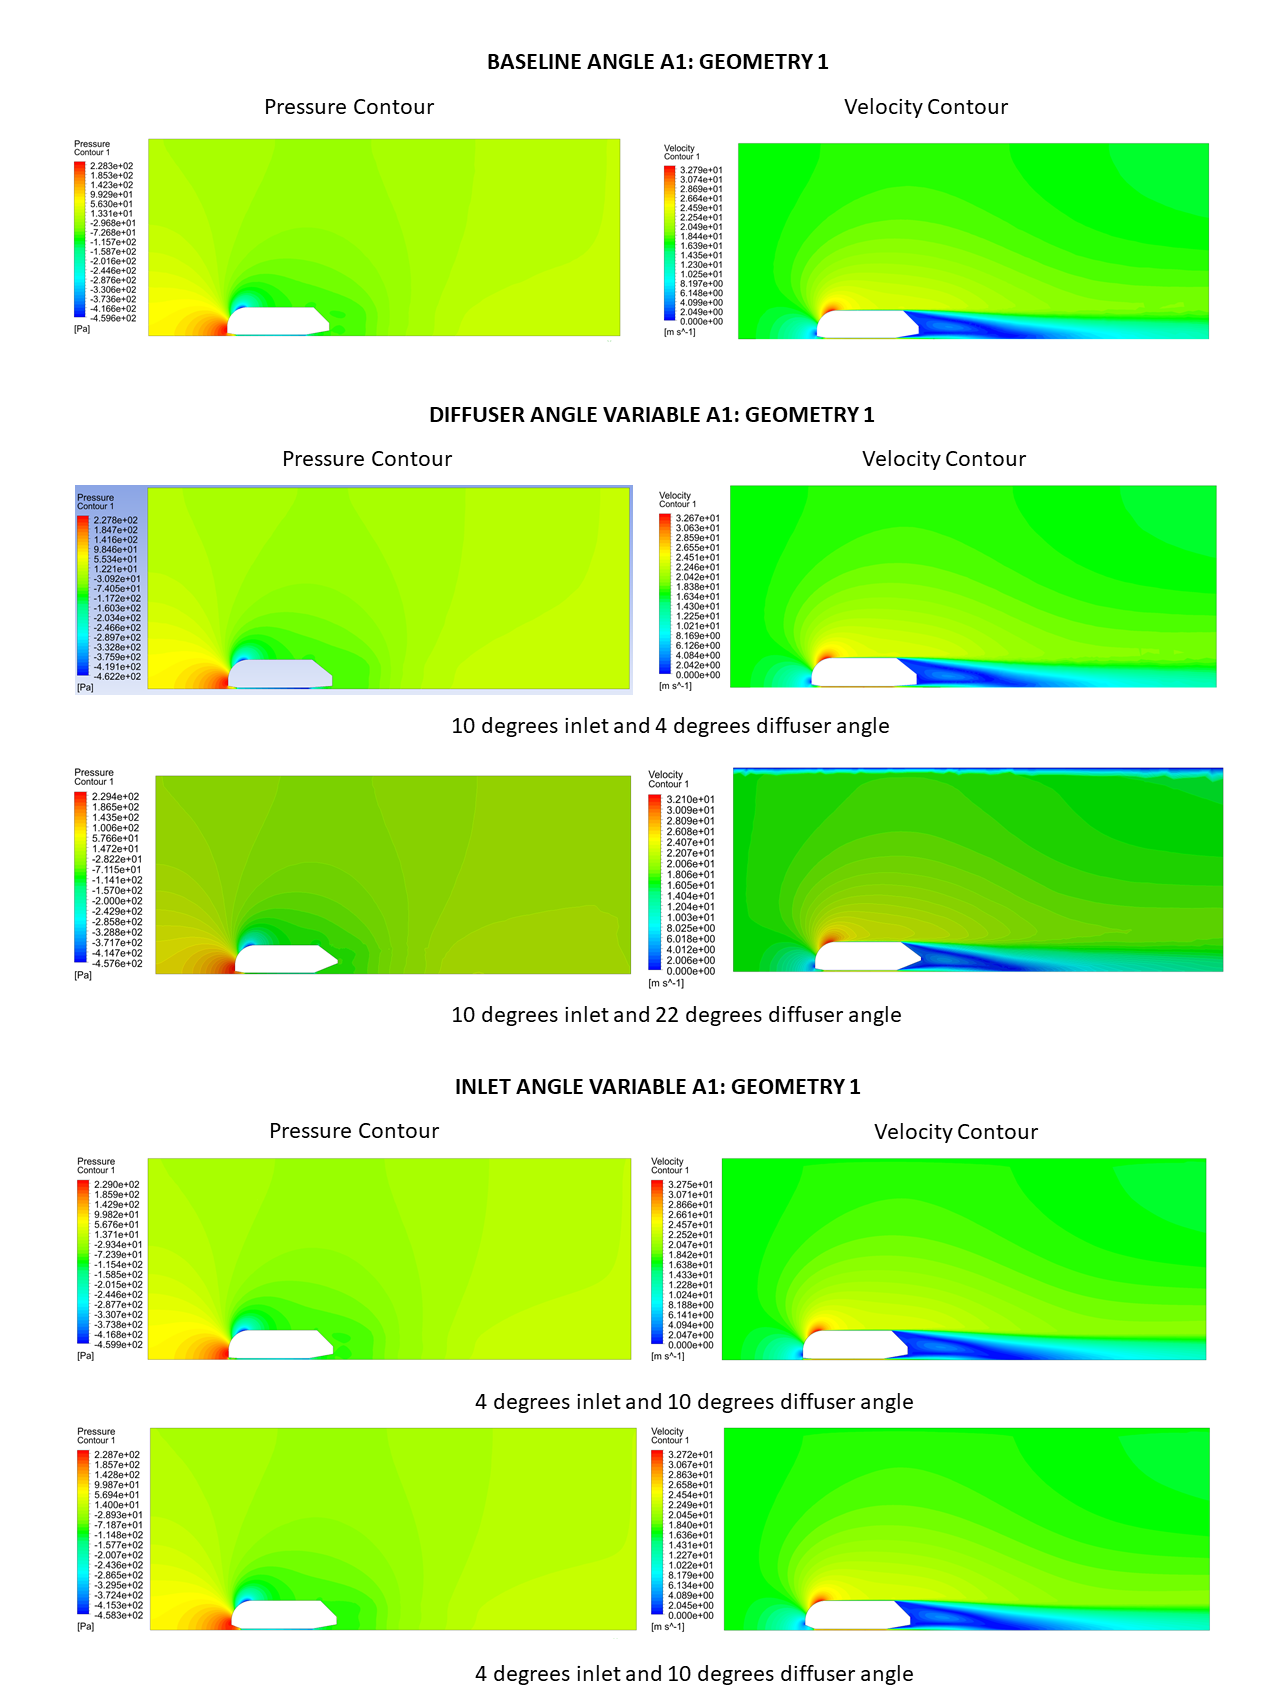 BASELINE ANGLE A1: GEOMETRY 1
Pressure Contour
Velocity Contour
Pressure
Contour 1
2.283e+02
1.853e+02
1.423e+02
9.929e+01
5.630e+01
1.331e+01
-2.968e+01
-7.268e+01
-1.157e+02
-1.587e+02
-2.016e+02
-2.446e+02
-2.876e+02
-3.306e+02
-3.736e+02
-4.166e+02
-4.596e+02
[Pa]
Velocity
Contour 1
3.279e+01
3.074e+01
2.869e+01
2.664e+01
2.459e+01
2.254e+01
2.049e+01
1.844e+01
1.639e+01
1.435e+01
1.230e+01
1.025e+01
8.197e+00
6.148e+00
4.099e+00
2.049e+00
0.000e+00
[m s^-1]
DIFFUSER ANGLE VARIABLE A1: GEOMETRY 1
Pressure Contour
Velocity Contour
Pressure
Contour 1
2.278e+02
1.847e+02
1.416e+02
9.846e+01
5.534e+01
1.221e+01
-3.092e+01
-7.405e+01
-1.172e+02
-1.603e+02
-2.034e+02
-2.466e+02
-2.897e+02
-3.328e+02
-3.759e+02
-4.191e+02
-4.622e+02
[Pa]
Velocity
Contour 1
3.267e+01
3.063e+01
2.859e+01
2.655e+01
2.451e+01
2.246e+01
2.042e+01
1.838e+01
1.634e+01
1.430e+01
1.225e+01
1.021e+01
8.169e+00
6.126e+00
4.084e+00
2.042e+00
0.000e+00
[m s^-1]
10 degrees inlet and 4 degrees diffuser angle
Pressure
Contour 1
2.294e+02
1.865e+02
1.435e+02
1.006e+02
5.766e+01
1.472e+01
-2.822e+01
-7.115e+01
-1.141e+02
-1.570e+02
-2.000e+02
-2.429e+02
-2.858e+02
-3.288e+02
-3.717e+02
-4.147e+02
-4.576e+02
[Pa]
Velocity
Contour 1
3.210e+01
3.009e+01
2.809e+01
2.608e+01
2.407e+01
2.207e+01
2.006e+01
1.806e+01
1.605e+01
1.404e+01
1.204e+01
1.003e+01
8.025e+00
6.018e+00
4.012e+00
2.006e+00
0.000e+00
[m s^-1]
10 degrees inlet and 22 degrees diffuser angle
INLET ANGLE VARIABLE A1: GEOMETRY 1
Pressure Contour
Velocity Contour
Pressure
Contour 1
2.290e+02
1.859e+02
1.429e+02
9.982e+01
5.676e+01
1.371e+01
-2.934e+01
-7.239e+01
-1.154e+02
-1.585e+02
-2.015e+02
-2.446e+02
-2.877e+02
-3.307e+02
-3.738e+02
-4.168e+02
-4.599e+02
[Pa]
Velocity
Contour 1
3.275e+01
3.071e+01
2.866e+01
2.661e+01
2.457e+01
2.252e+01
2.047e+01
1.842e+01
1.638e+01
1.433e+01
1.228e+01
1.024e+01
8.188e+00
6.141e+00
4.094e+00
2.047e+00
0.000e+00
[m s^-1]
4 degrees inlet and 10 degrees diffuser angle
Pressure
Contour 1
2.287e+02
1.857e+02
1.428e+02
9.987e+01
5.694e+01
1.400e+01
-2.893e+01
-7.187e+01
-1.148e+02
-1.577e+02
-2.007e+02
-2.436e+02
-2.865e+02
-3.295e+02
-3.724e+02
-4.153e+02
-4.583e+02
[Pa]
Velocity
Contour 1
3.272e+01
3.067e+01
2.863e+01
2.658e+01
2.454e+01
2.249e+01
2.045e+01
1.840e+01
1.636e+01
1.431e+01
1.227e+01
1.022e+01
8.179e+00
6.134e+00
4.089e+00
2.045e+00
0.000e+00
[m s^-1]
4 degrees inlet and 10 degrees diffuser angle